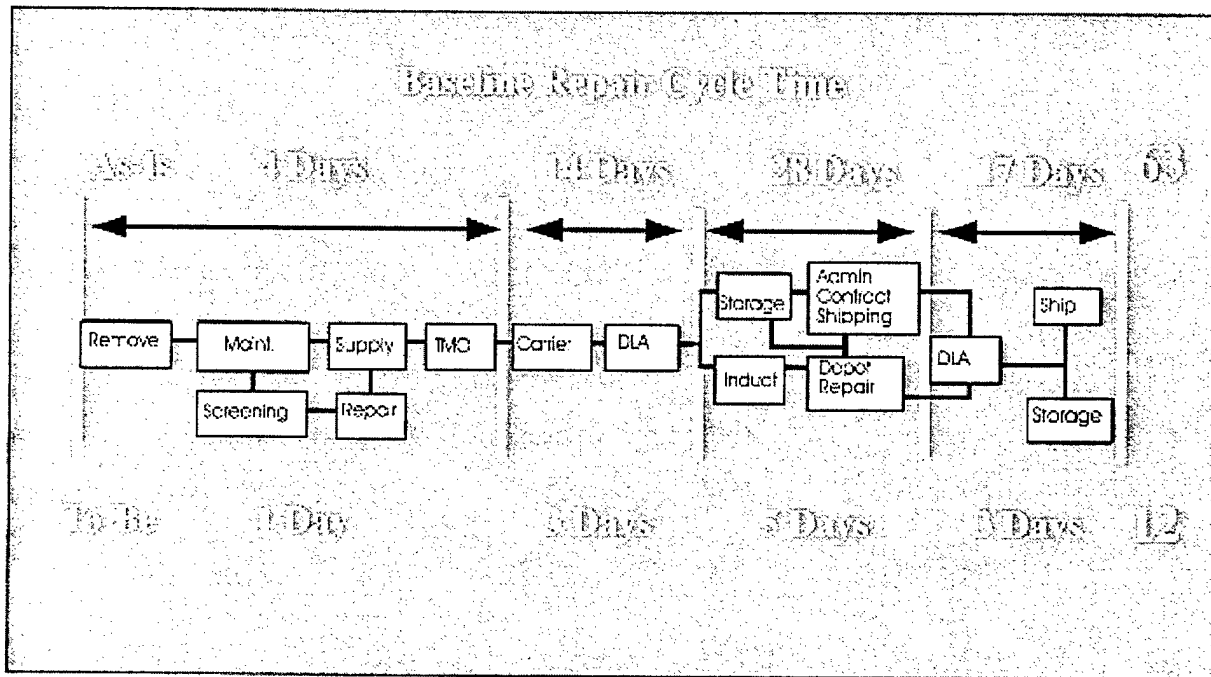 Baseline Repair Cycle Time
As-Is 4 Days 14 Days 28 Days 17 Days 63
Remove
Maint.
Screening
Supply
Repair
TMO
Carrier
DLA
Storage
Admin
Contract
Shipping
Induct
Depot
Repair
DLA
Ship
Storage
To-Be 1 Day 3 Days 5 Days 3 Days 12